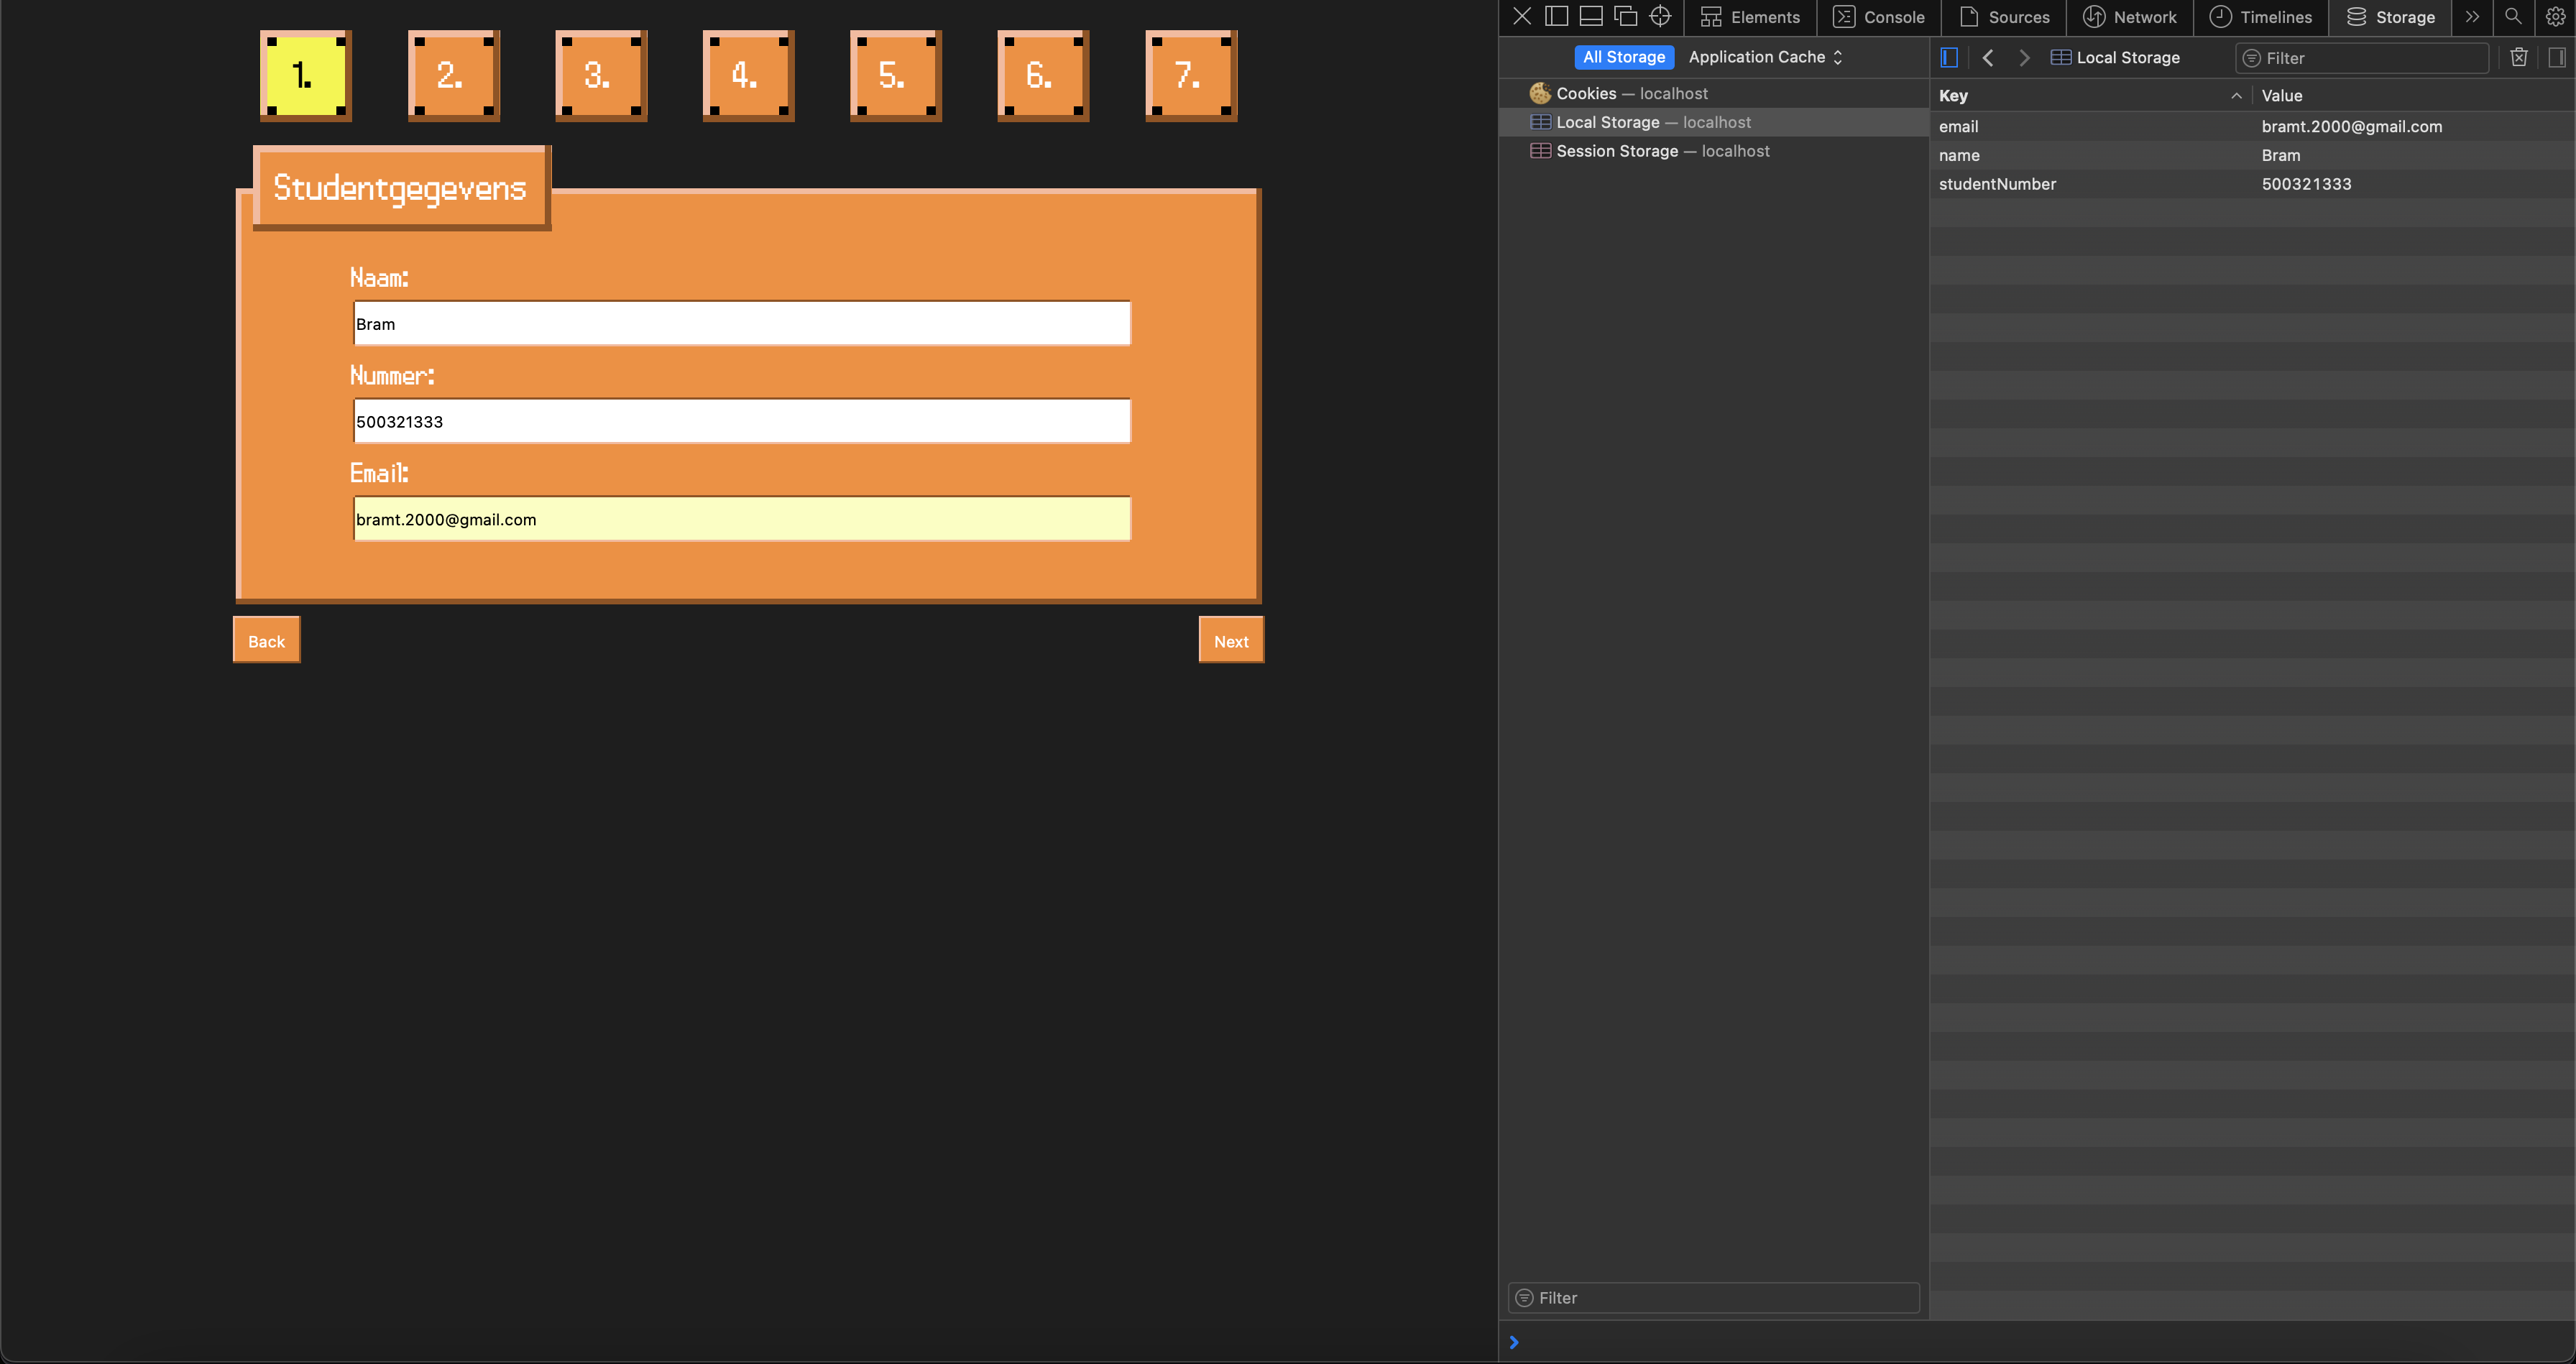 1. 2. 3. 4. 5. 6. 7.
Studentgegevens
Naam:
Bram
Nummer:
500321333
Email:
bramt.2000@gmail.com
Back Next
Elements Console Sources Network Timelines Storage
All Storage Application Cache
Cookies — localhost
Local Storage — localhost
Session Storage — localhost
Filter
Local Storage Filter
Key Value
email bramt.2000@gmail.com
name Bram
studentNumber 500321333